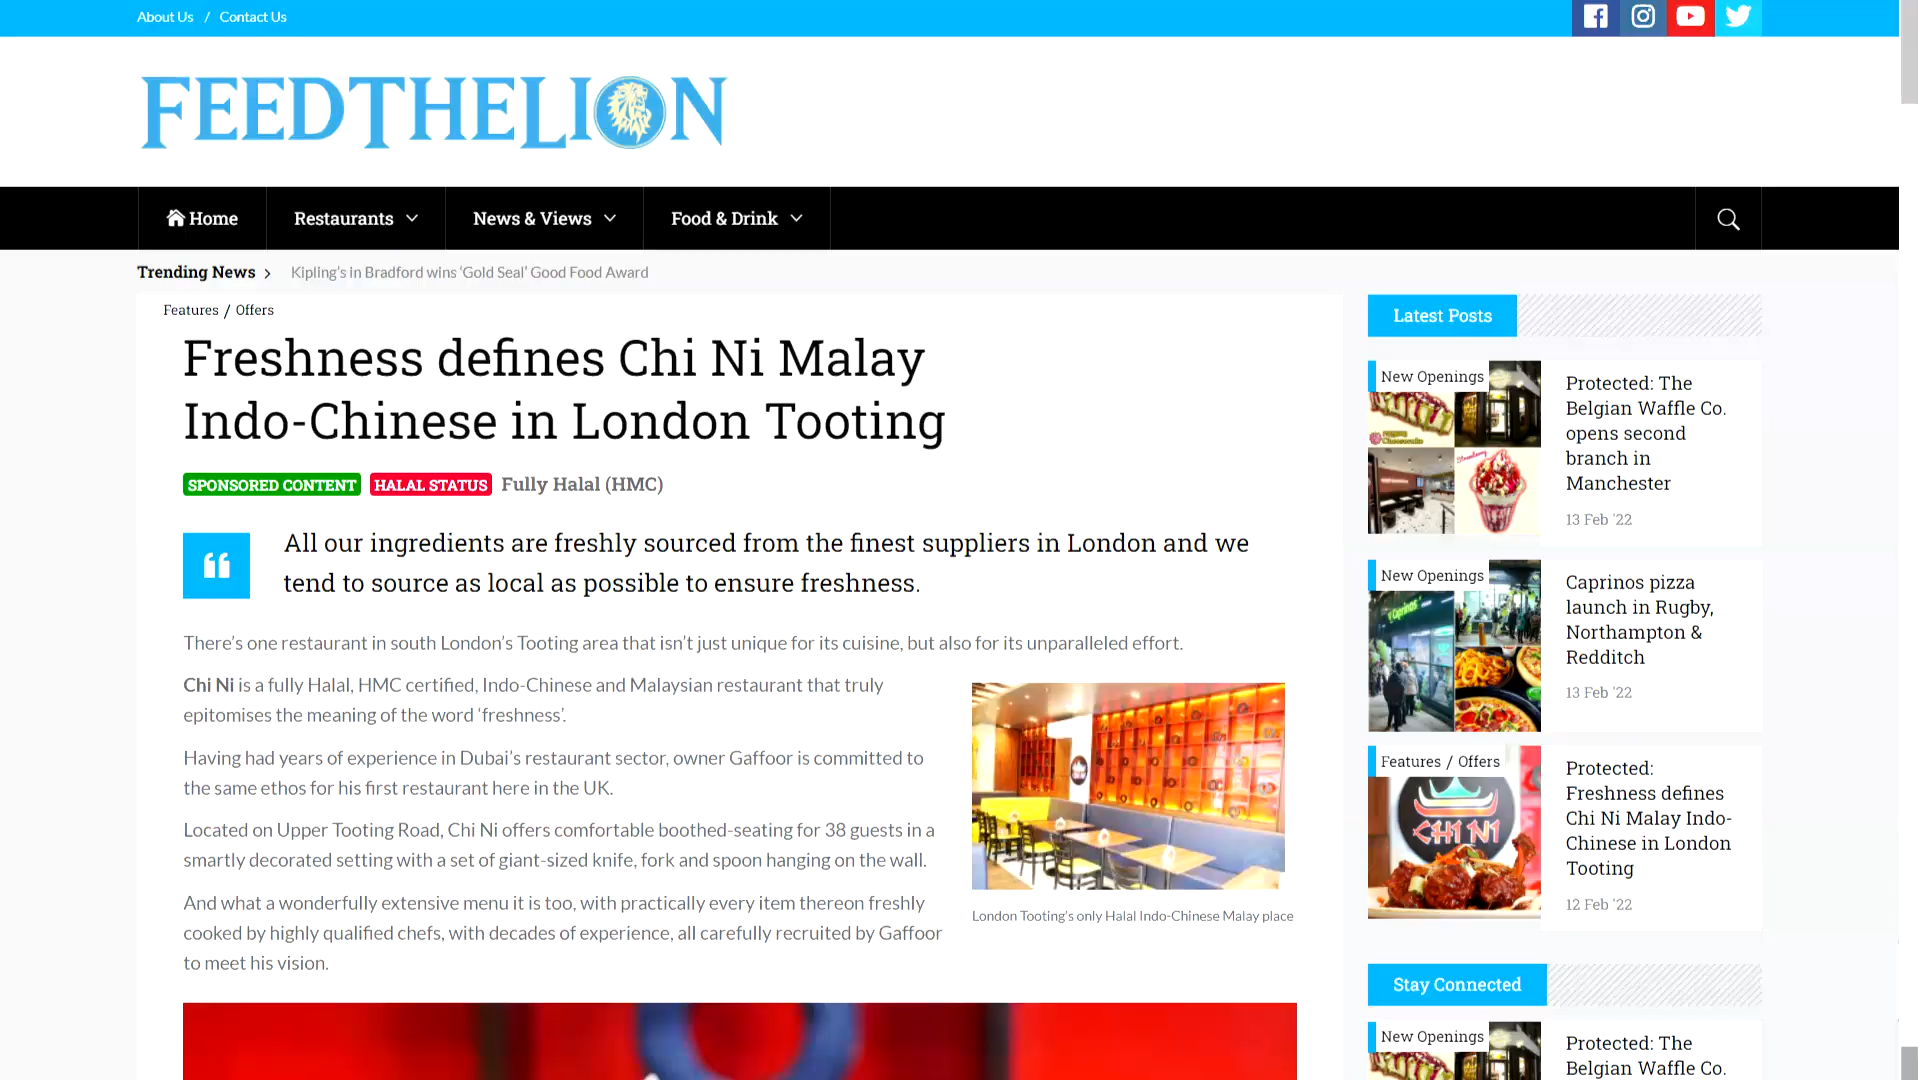 About Us / Contact Us
FEEDTHELION
Home
Restaurants
News & Views
Food & Drink
Trending News
Kipling's in Bradford wins ‘Gold Seal’ Good Food Award
Features / Offers
Freshness defines Chi Ni Malay
Indo-Chinese in London Tooting
SPONSORED CONTENT HALAL STATUS Fully Halal (HMC)
“
All our ingredients are freshly sourced from the finest suppliers in London and we
tend to source as local as possible to ensure freshness.
There’s one restaurant in south London’s Tooting area that isn’t just unique for its cuisine, but also for its unparalleled effort.
Chi Ni is a fully Halal, HMC certified, Indo-Chinese and Malaysian restaurant that truly
epitomises the meaning of the word ‘freshness’.
Having had years of experience in Dubai’s restaurant sector, owner Gaffoor is committed to
the same ethos for his first restaurant here in the UK.
Located on Upper Tooting Road, Chi Ni offers comfortable boothed-seating for 38 guests in a
smartly decorated setting with a set of giant-sized knife, fork and spoon hanging on the wall.
And what a wonderfully extensive menu it is too, with practically every item thereon freshly
cooked by highly qualified chefs, with decades of experience, all carefully recruited by Gaffoor
to meet his vision.
London Tooting’s only Halal Indo-Chinese Malay place
Latest Posts
New Openings
Cheesecake
Strawberry
Protected: The
Belgian Waffle Co.
opens second
branch in
Manchester
13 Feb '22
New Openings
Caprinos
Caprinos pizza
launch in Rugby,
Northampton &
Redditch
13 Feb '22
Features / Offers
CHI NI
Protected:
Freshness defines
Chi Ni Malay Indo-
Chinese in London
Tooting
12 Feb '22
Stay Connected
New Openings
Protected: The
Belgian Waffle Co.